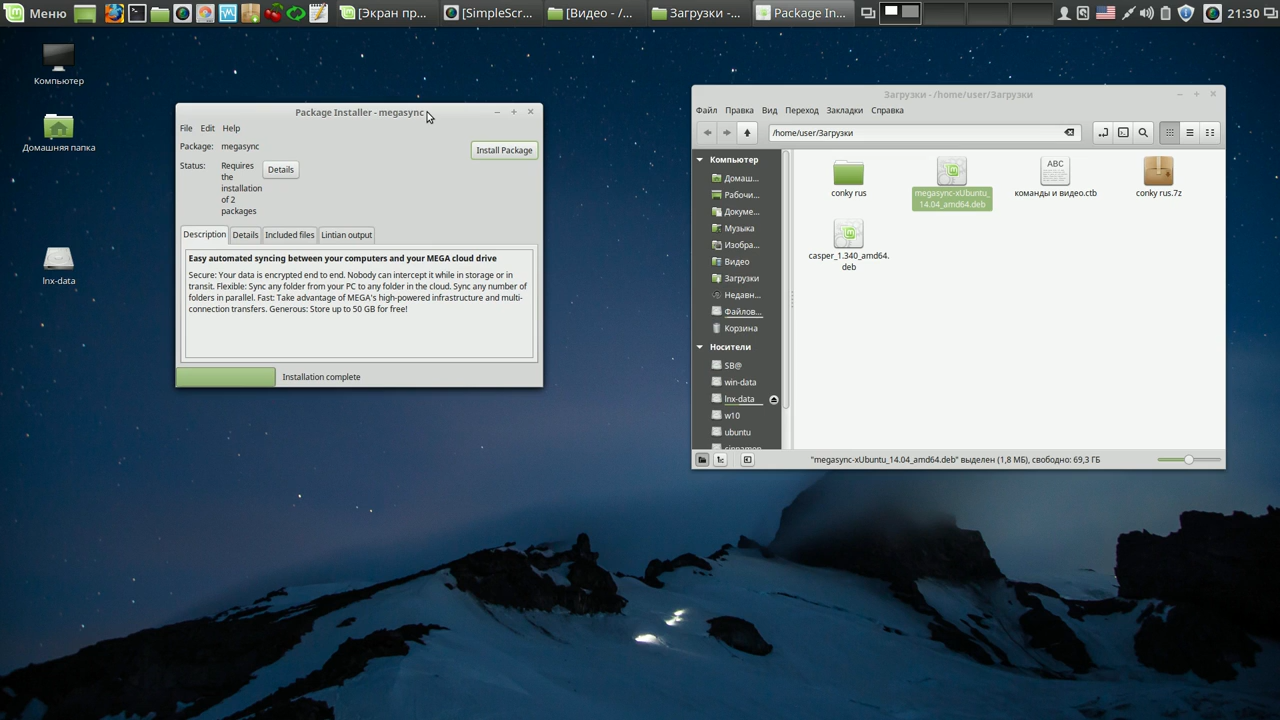 Меню
[Экран пр...
[SimpleScr...
[Видео - /...
Загрузки -...
Package In...
21:30
Компьютер
Домашняя папка
lnx-data
Package Installer - megasync
File Edit Help
Package: megasync
Install Package
Status:
Requires
the
installation
of 2
packages
Details
Description Details Included files Lintian output
Easy automated syncing between your computers and your MEGA cloud drive
Secure: Your data is encrypted end to end. Nobody can intercept it while in storage or in
transit. Flexible: Sync any folder from your PC to any folder in the cloud. Sync any number of
folders in parallel. Fast: Take advantage of MEGA's high-powered infrastructure and multi-
connection transfers. Generous: Store up to 50 GB for free!
Installation complete
Загрузки - /home/user/Загрузки
Файл Правка Вид Переход Закладки Справка
/home/user/Загрузки
Компьютер
Домаш...
Рабочи...
Докуме...
Музыка
Изобра...
Видео
Загрузки
Недавн...
Файлов...
Корзина
Носители
SB@
win-data
lnx-data
w10
ubuntu
cinnamon
conky rus
megasync-xUbuntu_
14.04_amd64.deb
ABC
команды и видео.ctb
conky rus.7z
casper_1.340_amd64.
deb
"megasync-xUbuntu_14.04_amd64.deb" выделен (1,8 МБ), свободно: 69,3 ГБ